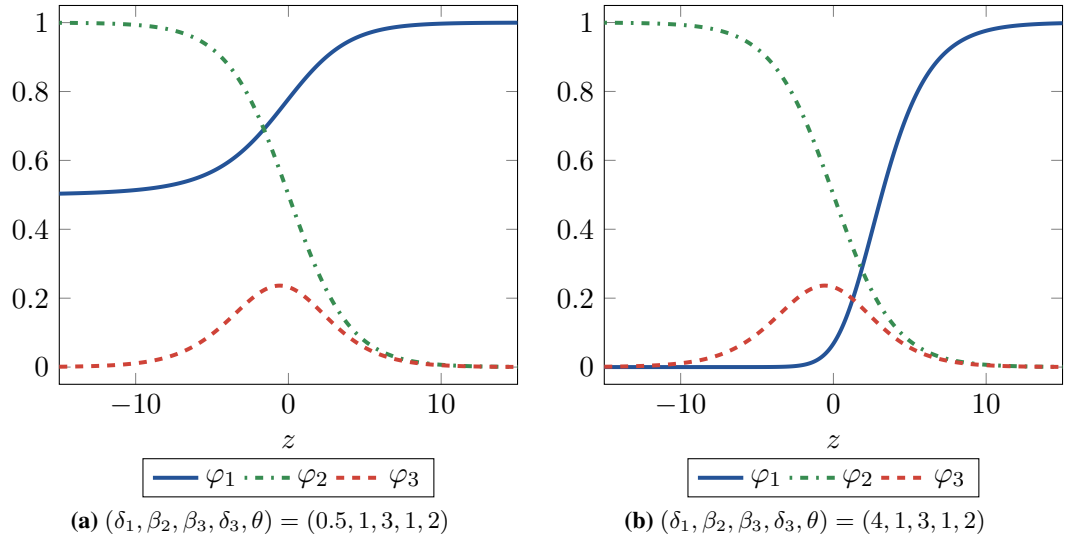 1
0.8
0.6
0.4
0.2
0
−10 0 10
z
φ1 φ2 φ3
(a) (δ1, β2, β3, δ3, θ) = (0.5, 1, 3, 1, 2)
1
0.8
0.6
0.4
0.2
0
−10 0 10
z
φ1 φ2 φ3
(b) (δ1, β2, β3, δ3, θ) = (4, 1, 3, 1, 2)